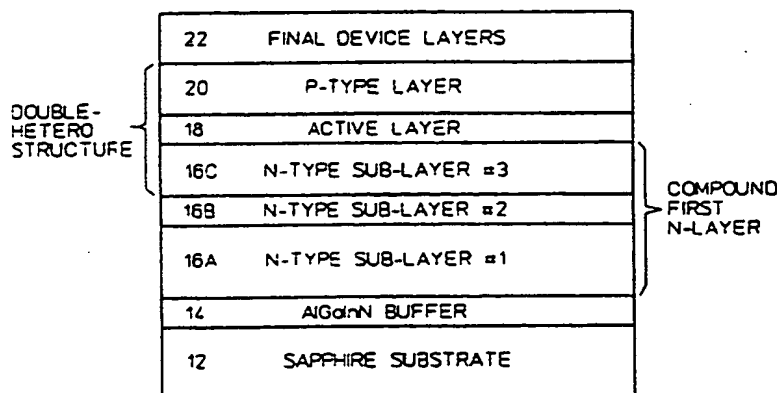 22 FINAL DEVICE LAYERS
20 P-TYPE LAYER
DOUBLE-
HETERO
STRUCTURE
18 ACTIVE LAYER
16C N-TYPE SUB-LAYER #3
16B N-TYPE SUB-LAYER #2
COMPOUND
FIRST
N-LAYER
16A N-TYPE SUB-LAYER #1
14 AlGaInN BUFFER
12 SAPPHIRE SUBSTRATE